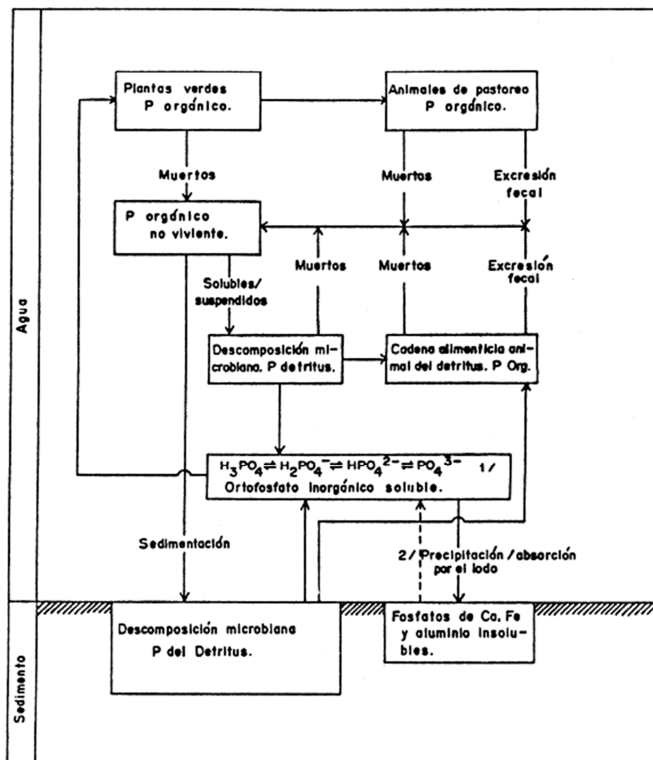 Plantas verdes
P orgánico.
Animales de pastoreo
P orgánico.
Muertos
Muertos
Excresión
fecal
P orgánico
no viviente.
Solubles/
suspendidos
Muertos
Muertos
Excresión
fecal
Descomposición mi-
crobiana. P detritus.
Cadena alimenticia ani-
mal del detritus. P Org.
H₃PO₄⇌H₂PO₄⁻⇌HPO₄²⁻⇌PO₄³⁻ 1/
Ortofosfato Inorgánico soluble.
Sedimentación
2/ Precipitación/absorción
por el lodo
Descomposición microbiana
P del Detritus.
Fosfatos de Ca. Fe
y aluminio insolu-
bles.
Agua
Sedimento